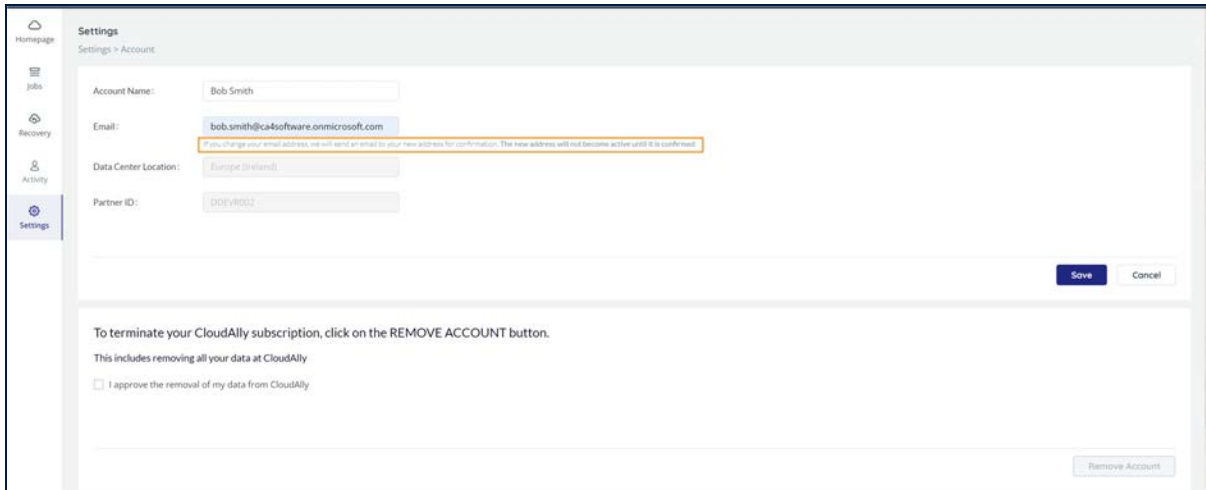 Homepage
Jobs
Recovery
Activity
Settings
Settings
Settings > Account
Account Name:
Bob Smith
Email:
bob.smith@ca4software.onmicrosoft.com
If you change your email address, we will send an email to your new address for confirmation. The new address will not become active until it is confirmed
Data Center Location:
Europe (Ireland)
Partner ID:
DDEVR002
Save
Cancel
To terminate your CloudAlly subscription, click on the REMOVE ACCOUNT button.
This includes removing all your data at CloudAlly
I approve the removal of my data from CloudAlly
Remove Account